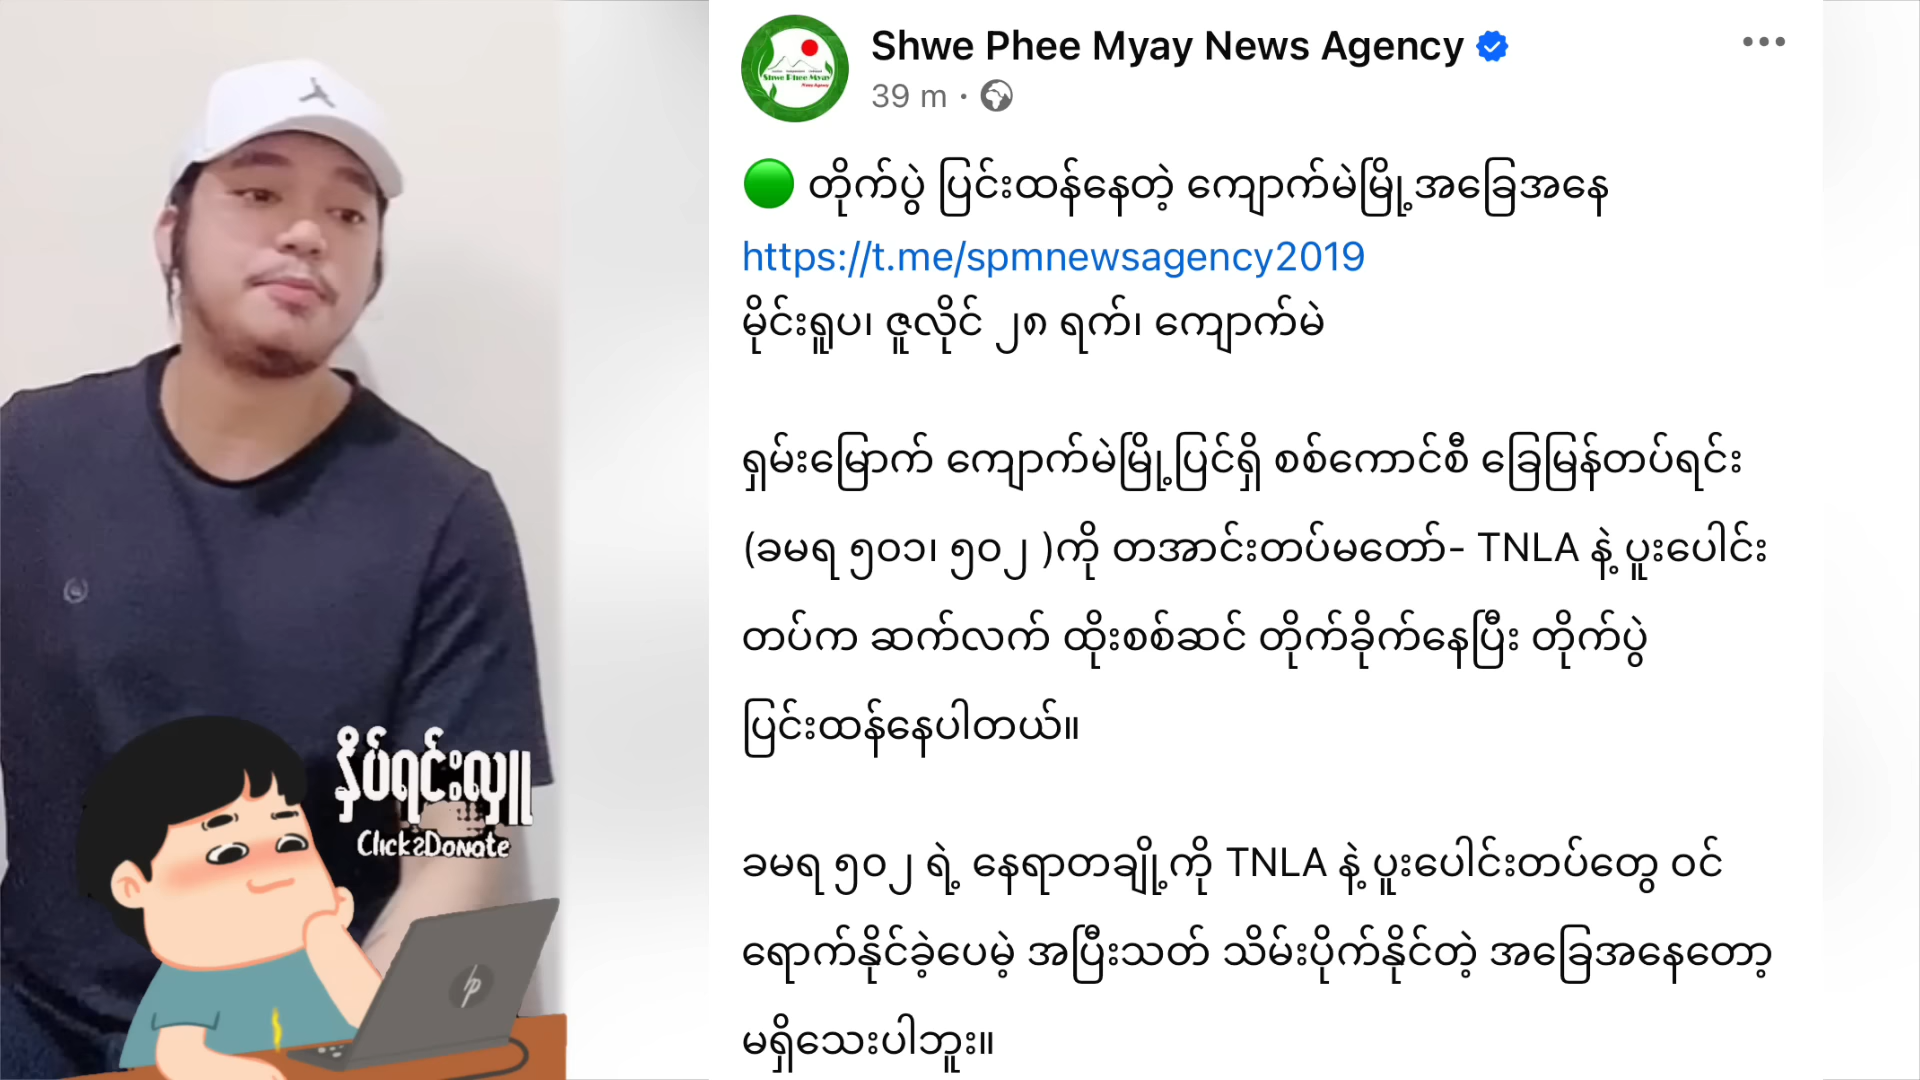 Shwe Phee Myay News Agency
39 m
တိုက်ပွဲ ပြင်းထန်နေတဲ့ ကျောက်မဲမြို့အခြေအနေ
https://t.me/spmnewsagency2019
မိုင်းရူပ၊ ဇူလိုင် ၂၈ ရက်၊ ကျောက်မဲ
ရှမ်းမြောက် ကျောက်မဲမြို့ပြင်ရှိ စစ်ကောင်စီ ခြေမြန်တပ်ရင်း
(ခမရ ၅၀၁၊ ၅၀၂ )ကို တအာင်းတပ်မတော်- TNLA နဲ့ ပူးပေါင်း
တပ်က ဆက်လက် ထိုးစစ်ဆင် တိုက်ခိုက်နေပြီး တိုက်ပွဲ
ပြင်းထန်နေပါတယ်။
ခမရ ၅၀၂ ရဲ့ နေရာတချို့ကို TNLA နဲ့ ပူးပေါင်းတပ်တွေ ဝင်
ရောက်နိုင်ခဲ့ပေမဲ့ အပြီးသတ် သိမ်းပိုက်နိုင်တဲ့ အခြေအနေတော့
မရှိသေးပါဘူး။
နှိပ်ရင်းလှူ
Click2Donate
hp
Shwe Phee Myay